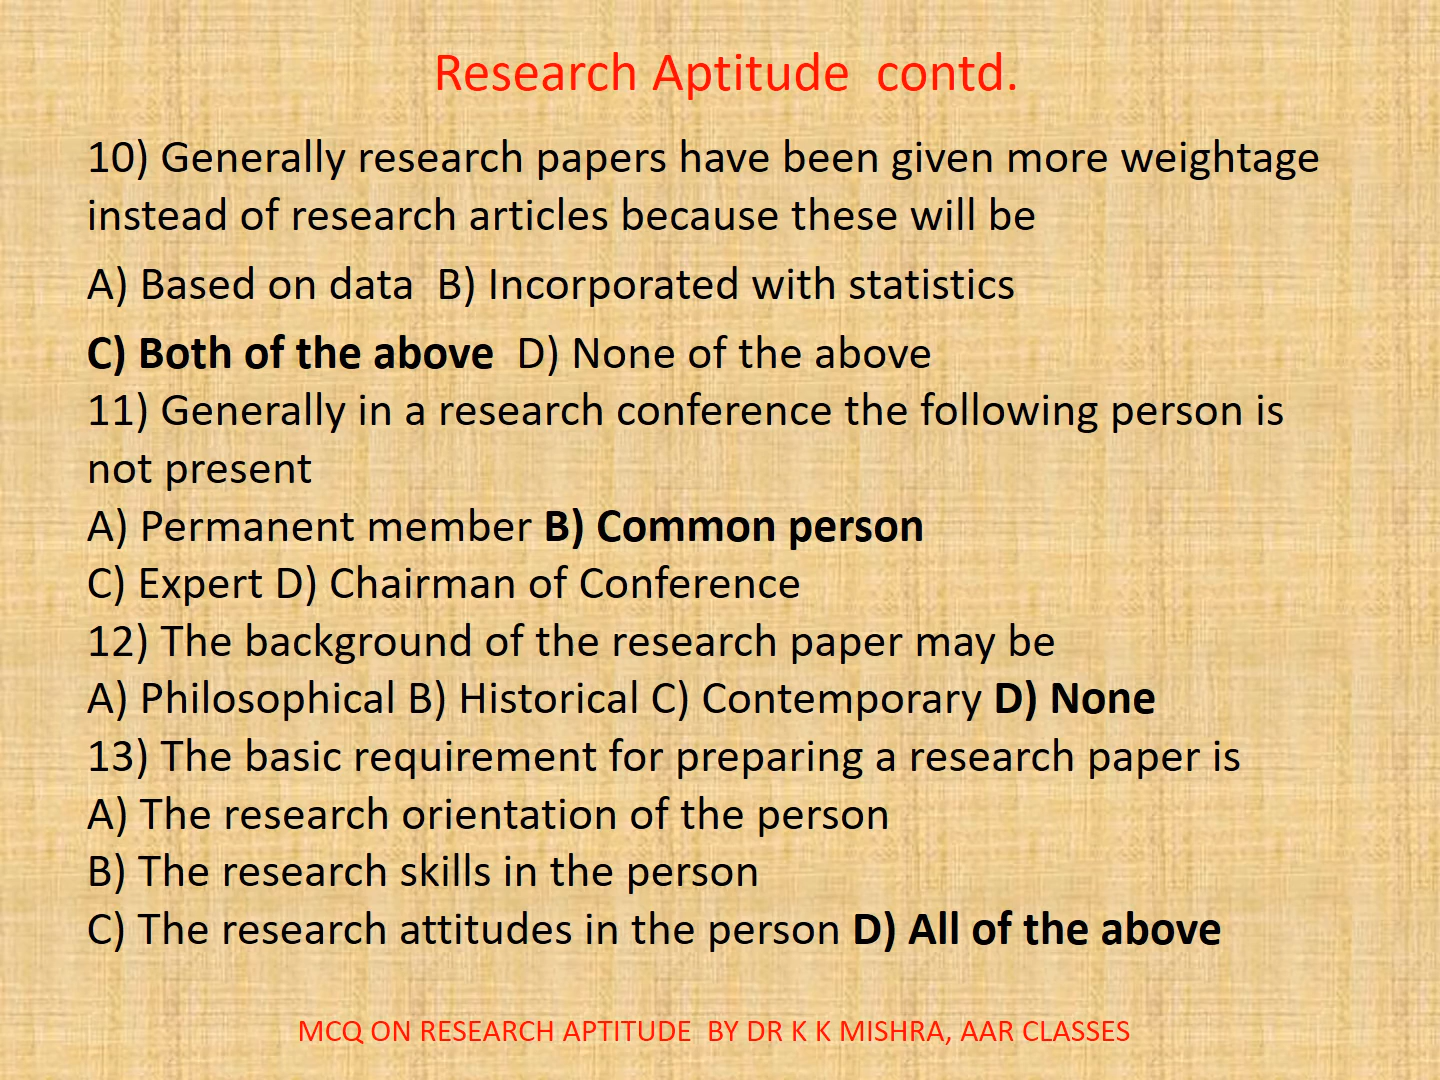 Research Aptitude contd.
10) Generally research papers have been given more weightage
instead of research articles because these will be
A) Based on data B) Incorporated with statistics
C) Both of the above D) None of the above
11) Generally in a research conference the following person is
not present
A) Permanent member B) Common person
C) Expert D) Chairman of Conference
12) The background of the research paper may be
A) Philosophical B) Historical C) Contemporary D) None
13) The basic requirement for preparing a research paper is
A) The research orientation of the person
B) The research skills in the person
C) The research attitudes in the person D) All of the above
MCQ ON RESEARCH APTITUDE BY DR K K MISHRA, AAR CLASSES